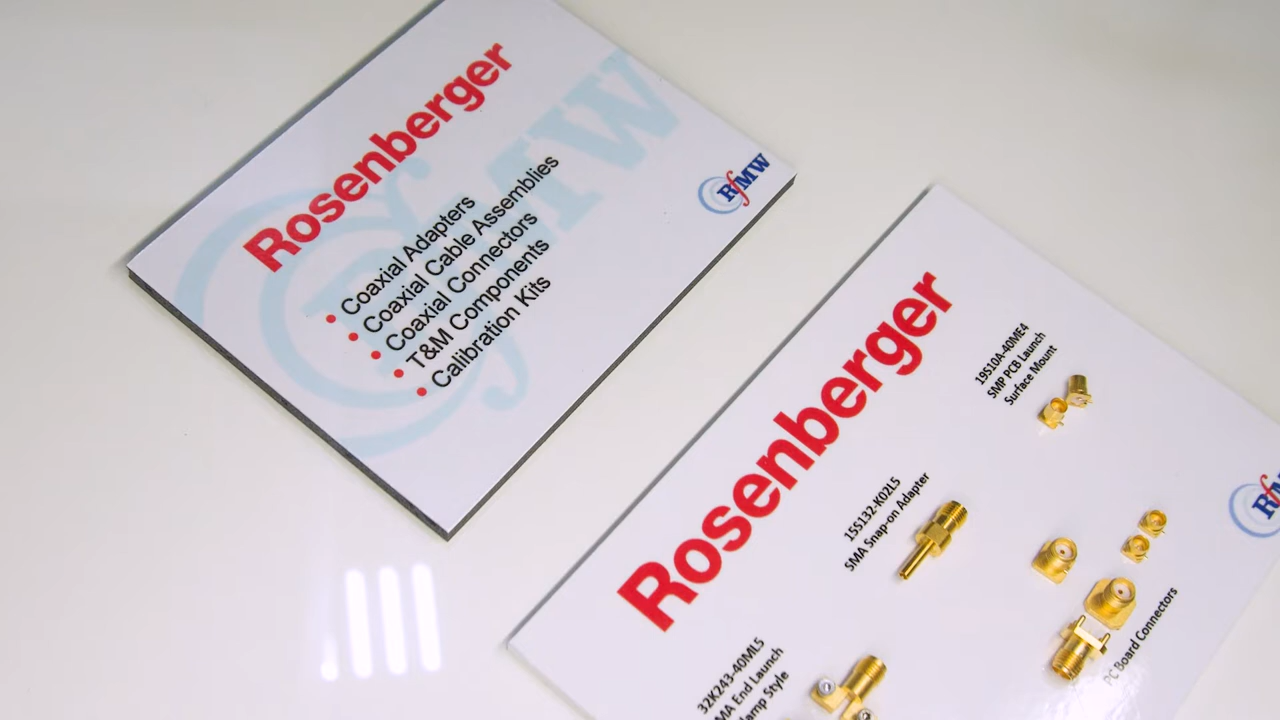 Rosenberger
• Coaxial Adapters
• Coaxial Cable Assemblies
• Coaxial Connectors
• T&M Components
• Calibration Kits
RfMW
RfMW
Rosenberger
19S10A-40ME4
SMP PCB Launch
Surface Mount
15S132-K02L5
SMA Snap-on Adapter
32K243-40ML5
MA End Launch
lamp Style
PC Board Connectors